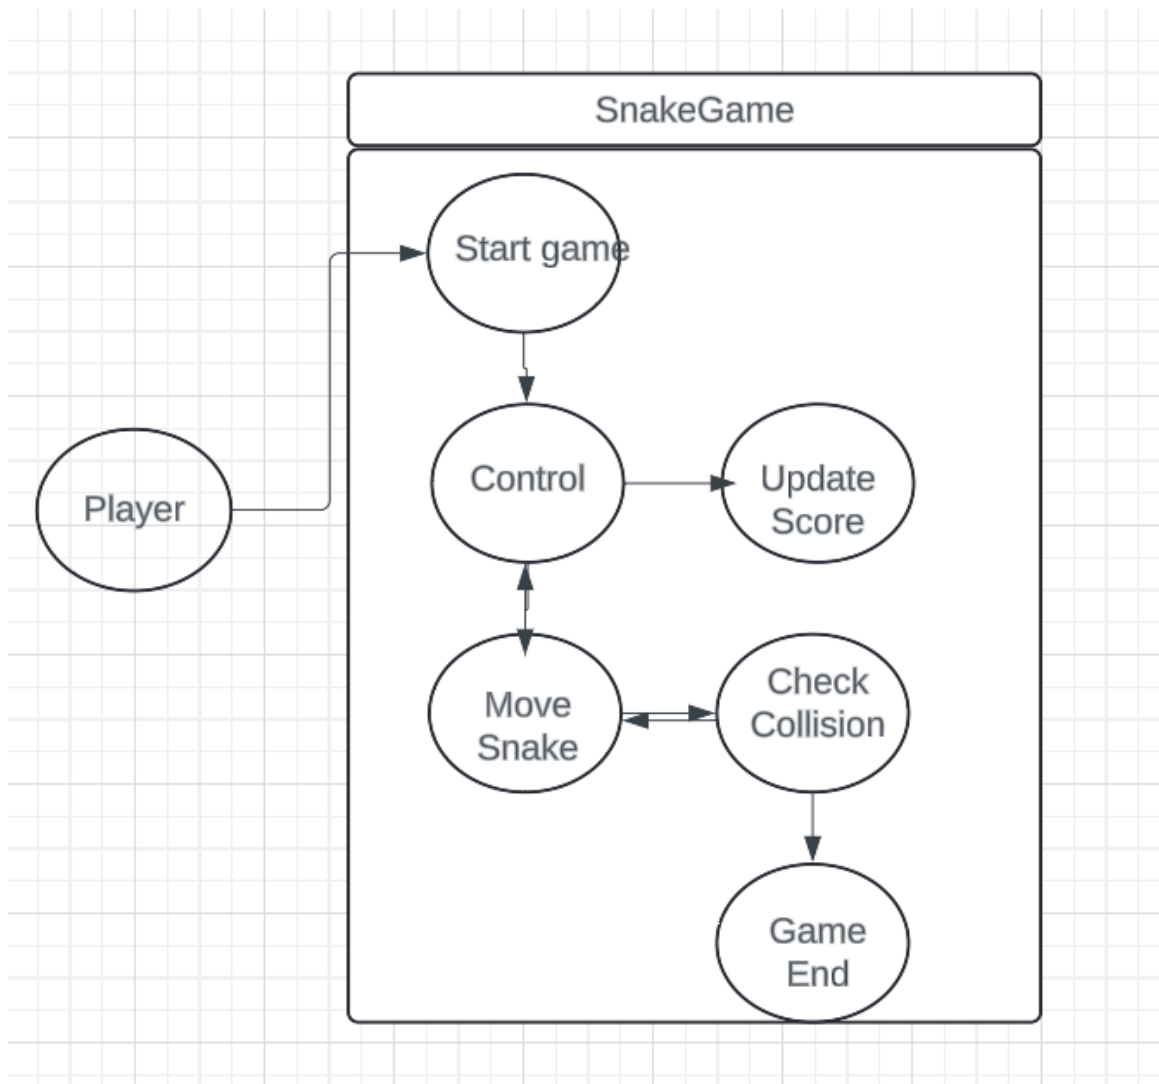 SnakeGame
Start game
Player
Control
Update
Score
Move
Snake
Check
Collision
Game
End